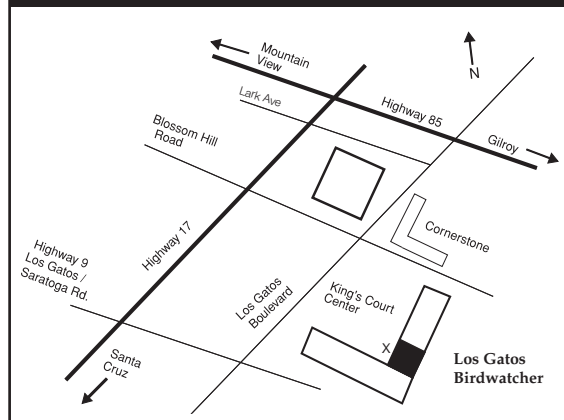 Mountain
View
N
Lark Ave
Highway 85
Blossom Hill
Road
Gilroy
Highway 17
Cornerstone
Highway 9
Los Gatos /
Saratoga Rd.
Los Gatos
Boulevard
King's Court
Center
X
Los Gatos
Birdwatcher
Santa
Cruz